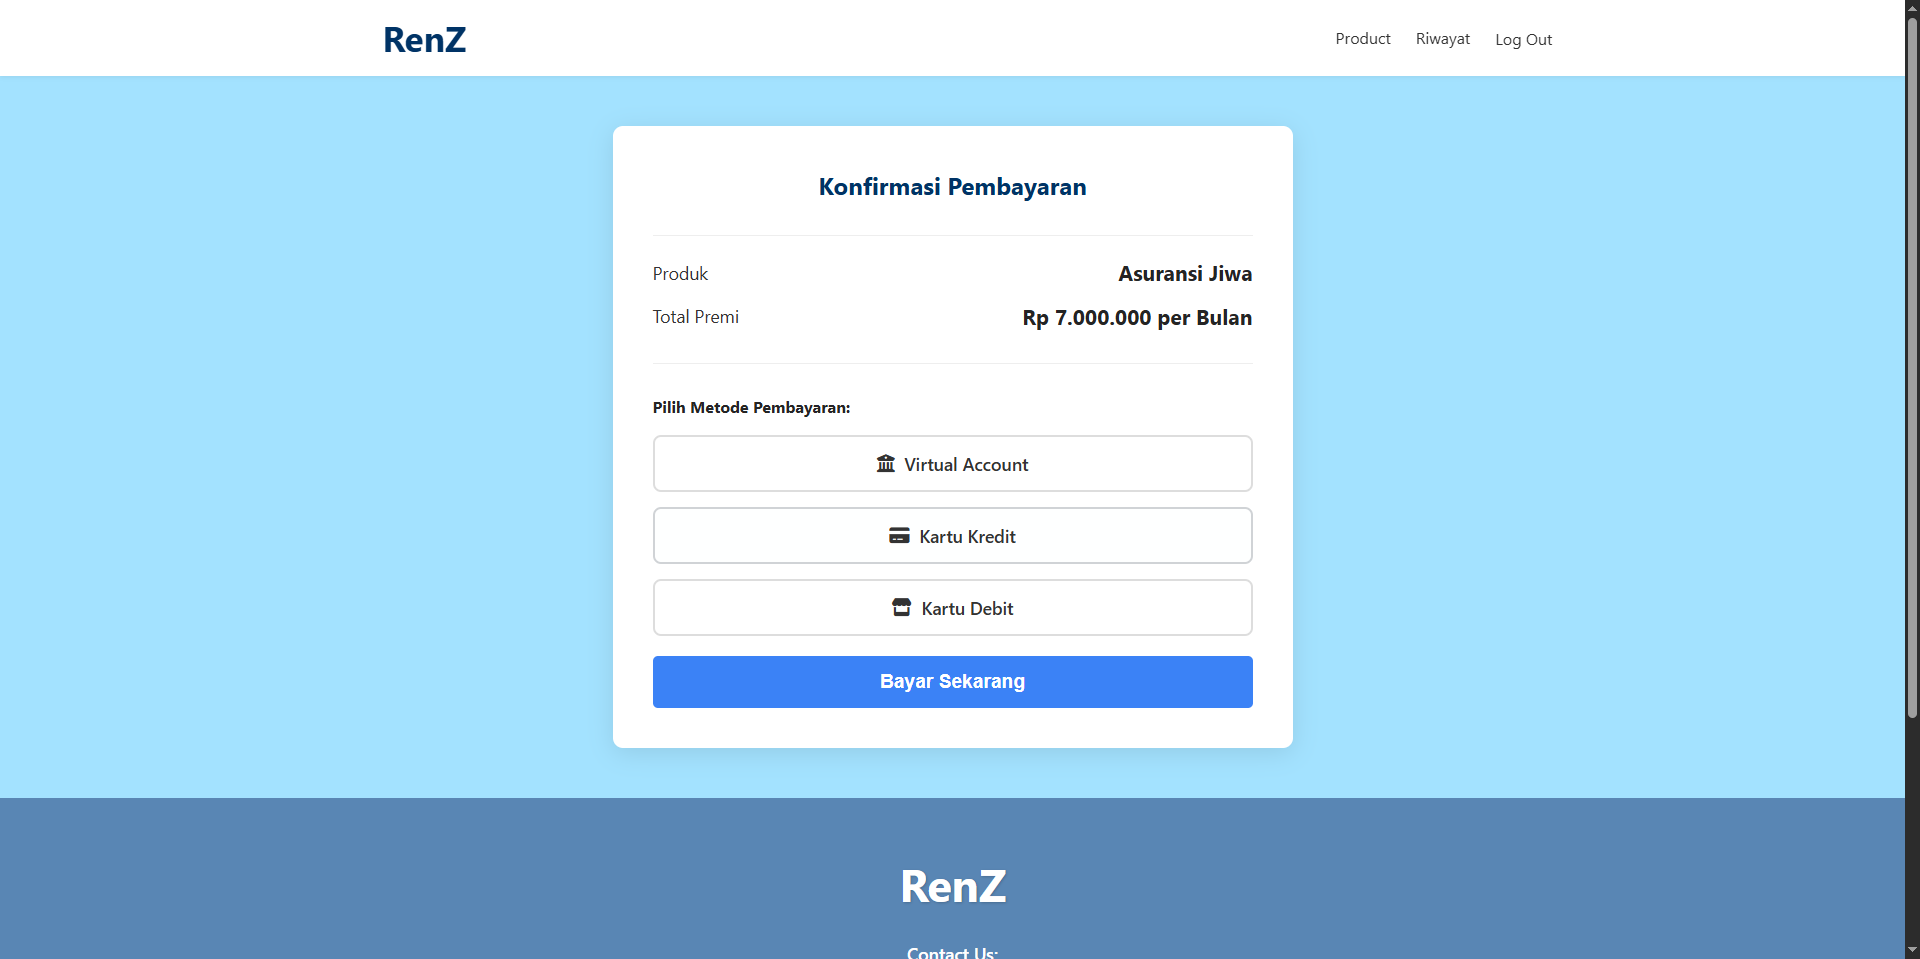 RenZ
Product
Riwayat
Log Out
Konfirmasi Pembayaran
Produk
Asuransi Jiwa
Total Premi
Rp 7.000.000 per Bulan
Pilih Metode Pembayaran:
Virtual Account
Kartu Kredit
Kartu Debit
Bayar Sekarang
RenZ
Contact Us: